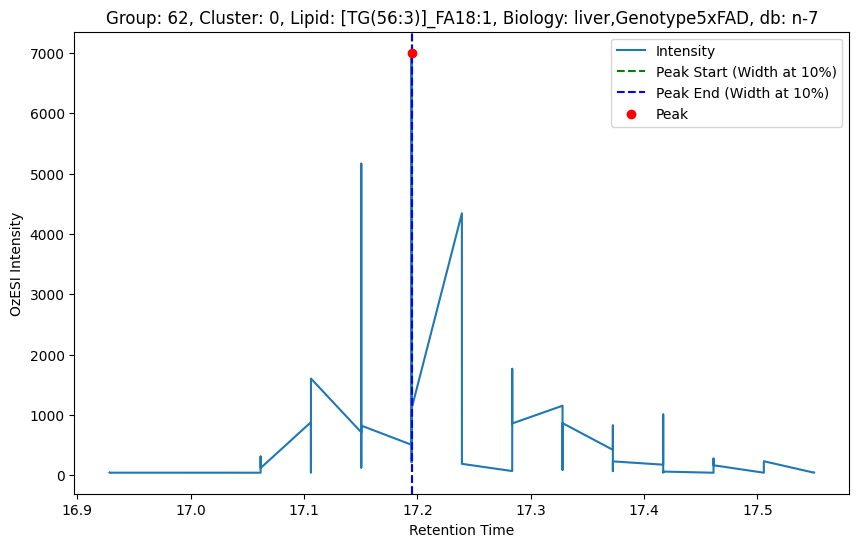 Group: 62, Cluster: 0, Lipid: [TG(56:3)]_FA18:1, Biology: liver,Genotype5xFAD, db: n-7
7000
6000
5000
4000
3000
2000
1000
0
OzESI Intensity
Intensity
Peak Start (Width at 10%)
Peak End (Width at 10%)
Peak
16.9 17.0 17.1 17.2 17.3 17.4 17.5
Retention Time